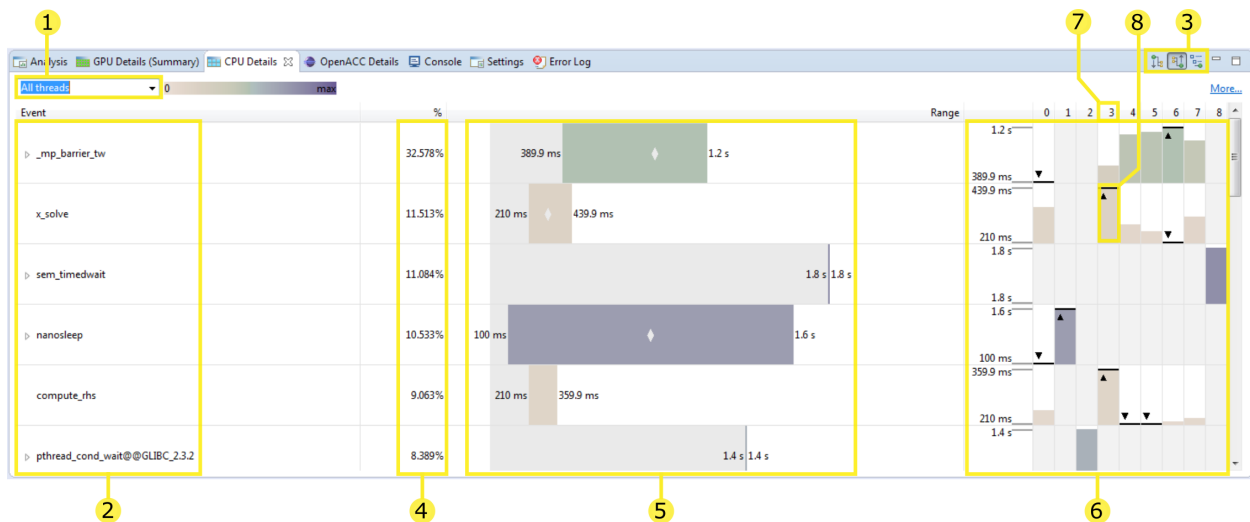 1
7
8
3
Analysis GPU Details (Summary) CPU Details OpenACC Details Console Settings Error Log
All threads 0 max More...
Event % Range 0 1 2 3 4 5 6 7 8
_mp_barrier_tw 32.578% 389.9 ms 1.2 s 1.2 s 389.9 ms
x_solve 11.513% 210 ms 439.9 ms 439.9 ms 210 ms
sem_timedwait 11.084% 1.8 s 1.8 s 1.8 s 1.8 s
nanosleep 10.533% 100 ms 1.6 s 1.6 s 100 ms
compute_rhs 9.063% 210 ms 359.9 ms 359.9 ms 210 ms
pthread_cond_wait@@GLIBC_2.3.2 8.389% 1.4 s 1.4 s 1.4 s
2
4
5
6